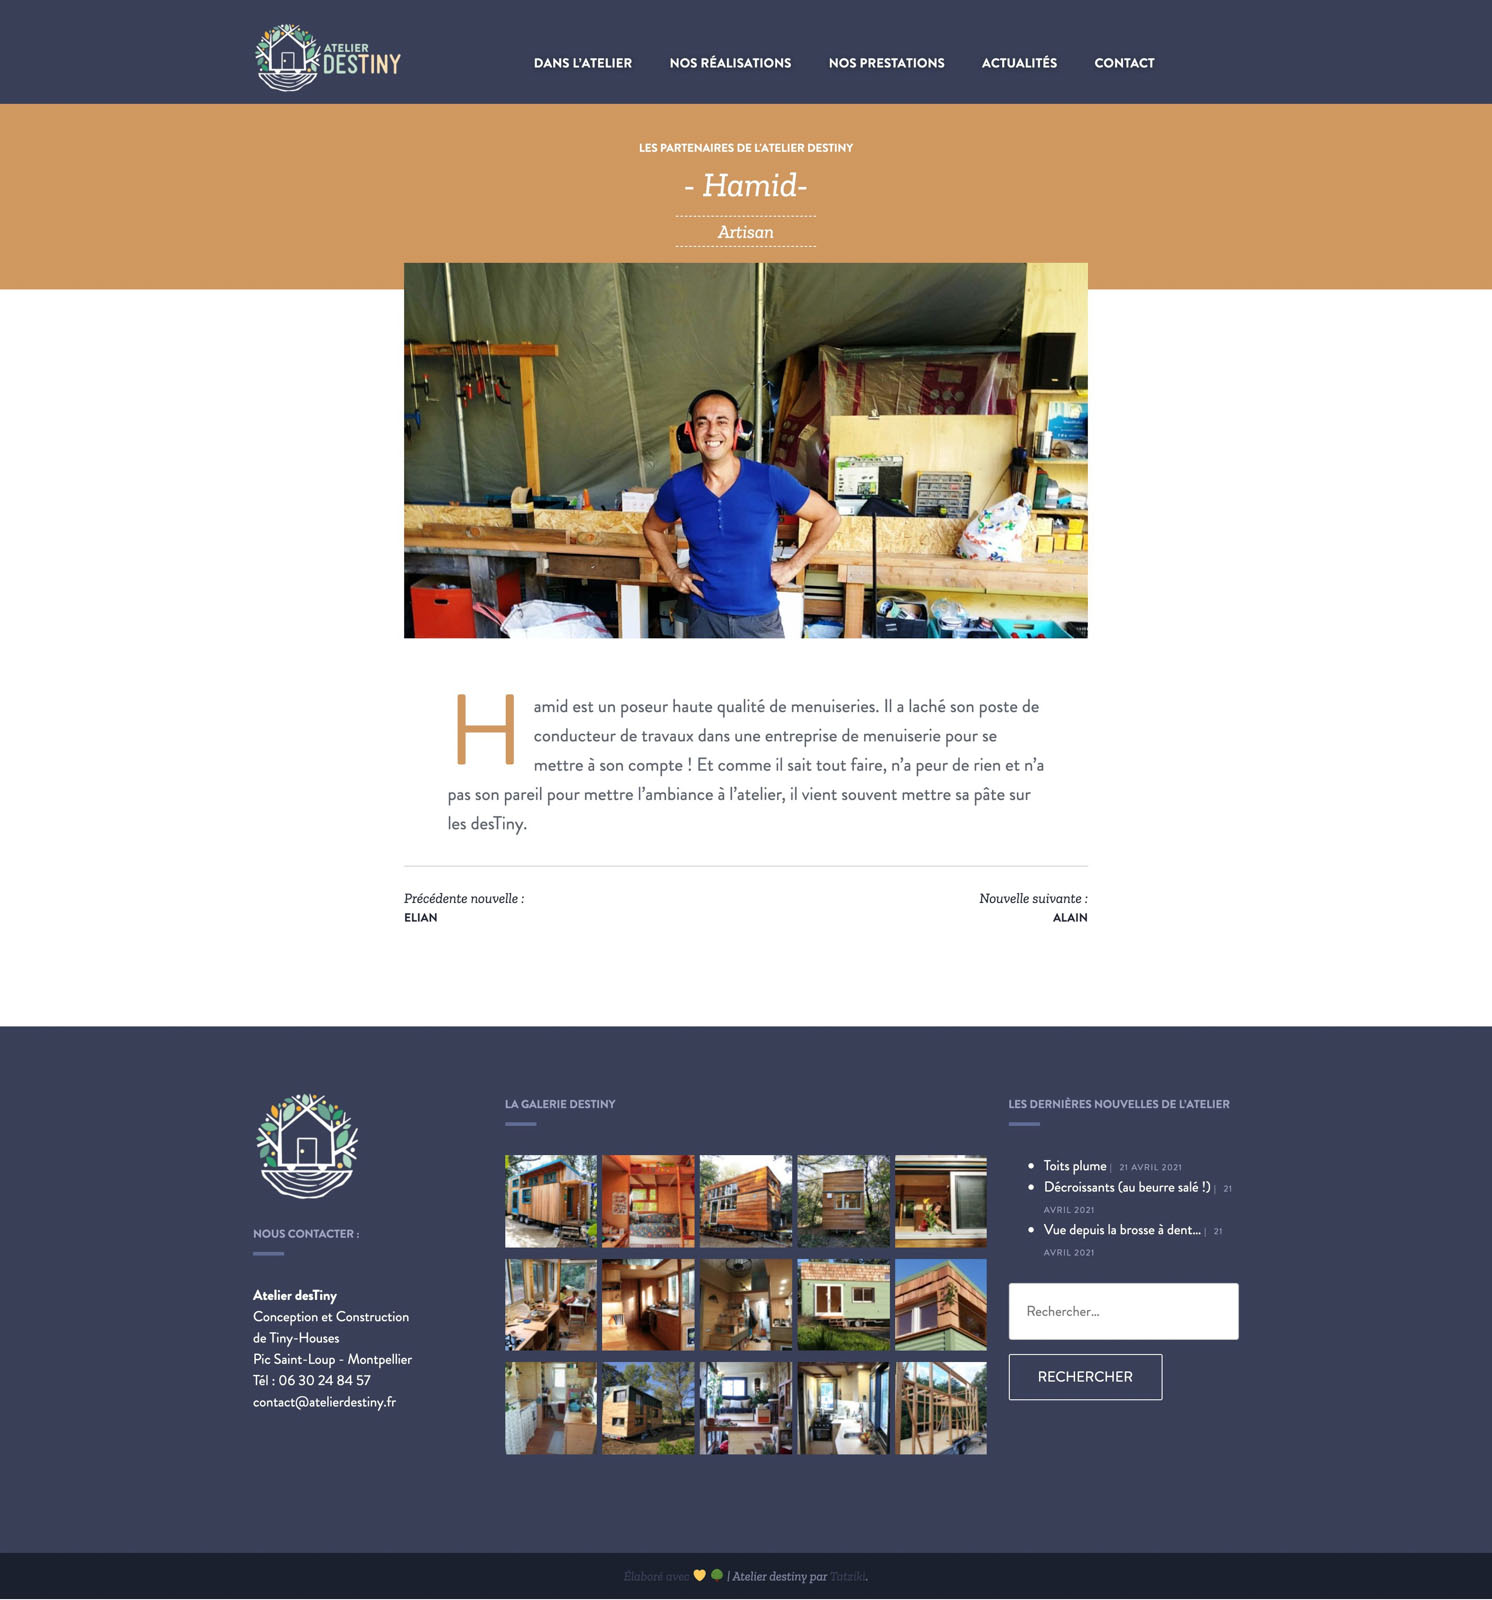 ATELIER
DESTINY
DANS L'ATELIER NOS RÉALISATIONS NOS PRESTATIONS ACTUALITÉS CONTACT
LES PARTENAIRES DE L'ATELIER DESTINY
- Hamid-
Artisan
Hamid est un poseur haute qualité de menuiseries. Il a laché son poste de
conducteur de travaux dans une entreprise de menuiserie pour se
mettre à son compte ! Et comme il sait tout faire, n'a peur de rien et n'a
pas son pareil pour mettre l'ambiance à l'atelier, il vient souvent mettre sa pâte sur
les desTiny.
Précédente nouvelle :
ELIAN
Nouvelle suivante :
ALAIN
NOUS CONTACTER :
Atelier desTiny
Conception et Construction
de Tiny-Houses
Pic Saint-Loup - Montpellier
Tél : 06 30 24 84 57
contact@atelierdestiny.fr
LA GALERIE DESTINY
LES DERNIÈRES NOUVELLES DE L'ATELIER
Toits plume | 21 AVRIL 2021
Décroissants (au beurre salé !) | 21
AVRIL 2021
Vue depuis la brosse à dent... | 21
AVRIL 2021
Rechercher...
RECHERCHER
Élaboré avec 💛 🌳 | Atelier destiny par Tatziki.